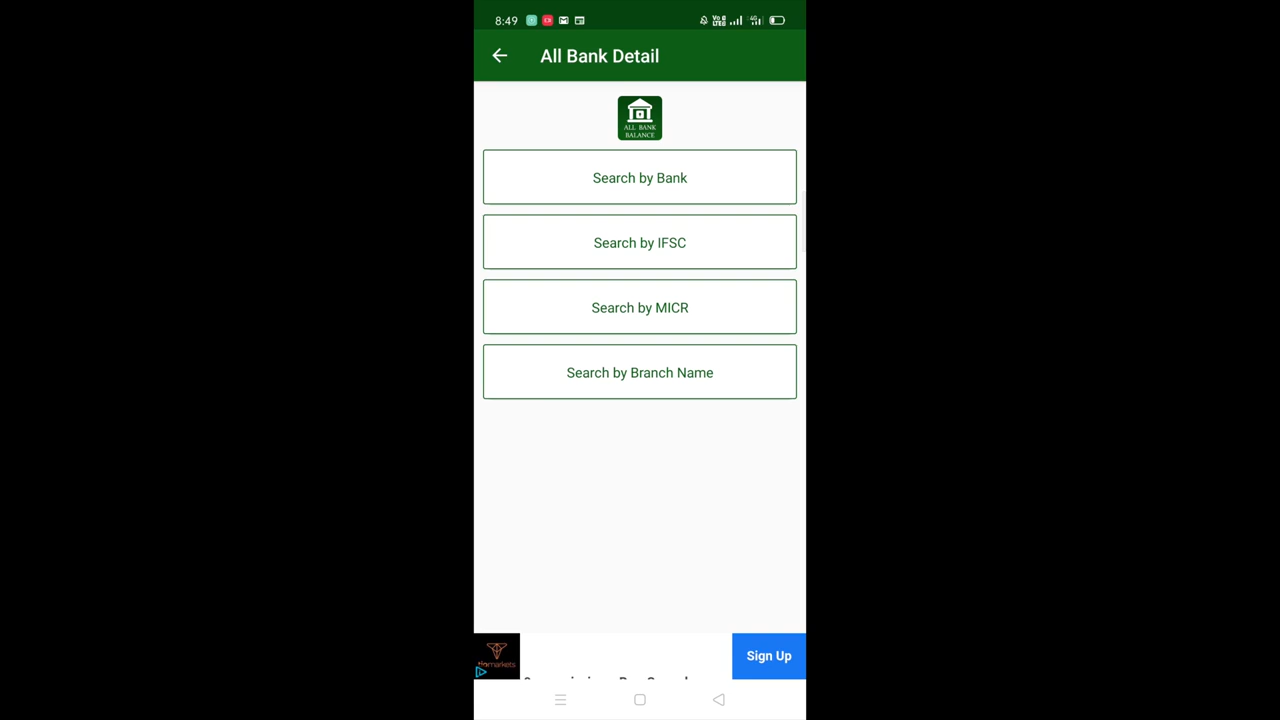 8:49
All Bank Detail
ALL BANK
BALANCE
Search by Bank
Search by IFSC
Search by MICR
Search by Branch Name
Sign Up